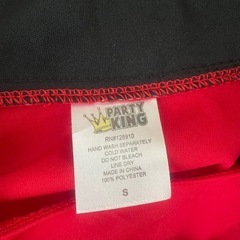 PARTY
KING
RN#128910
HAND WASH SEPARATELY
COLD WATER
DO NOT BLEACH
LINE DRY
MADE IN CHINA
100% POLYESTER
S